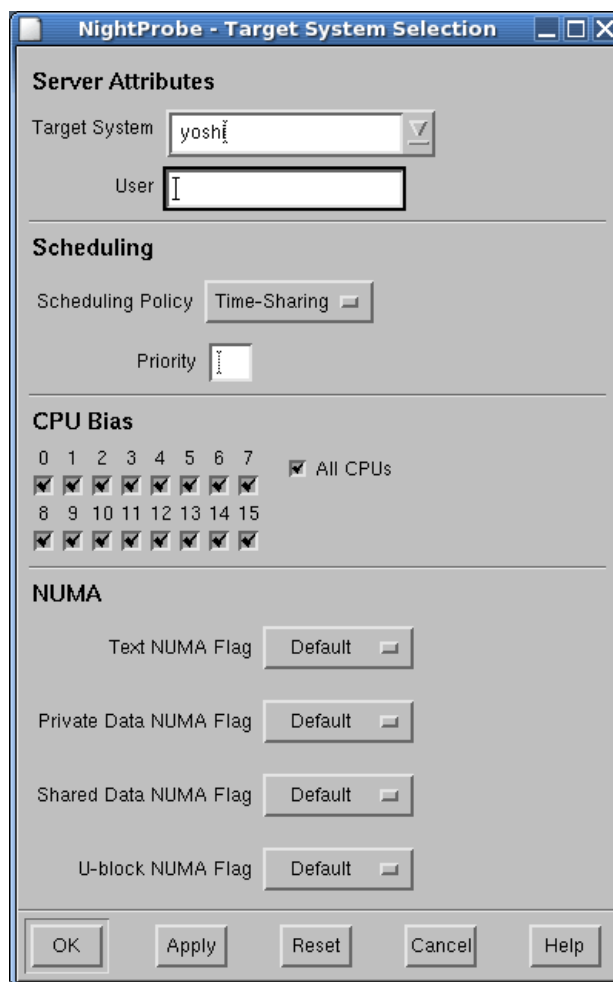 NightProbe - Target System Selection
Server Attributes
Target System yoshi
User
Scheduling
Scheduling Policy Time-Sharing
Priority
CPU Bias
0 1 2 3 4 5 6 7
All CPUs
8 9 10 11 12 13 14 15
NUMA
Text NUMA Flag Default
Private Data NUMA Flag Default
Shared Data NUMA Flag Default
U-block NUMA Flag Default
OK Apply Reset Cancel Help